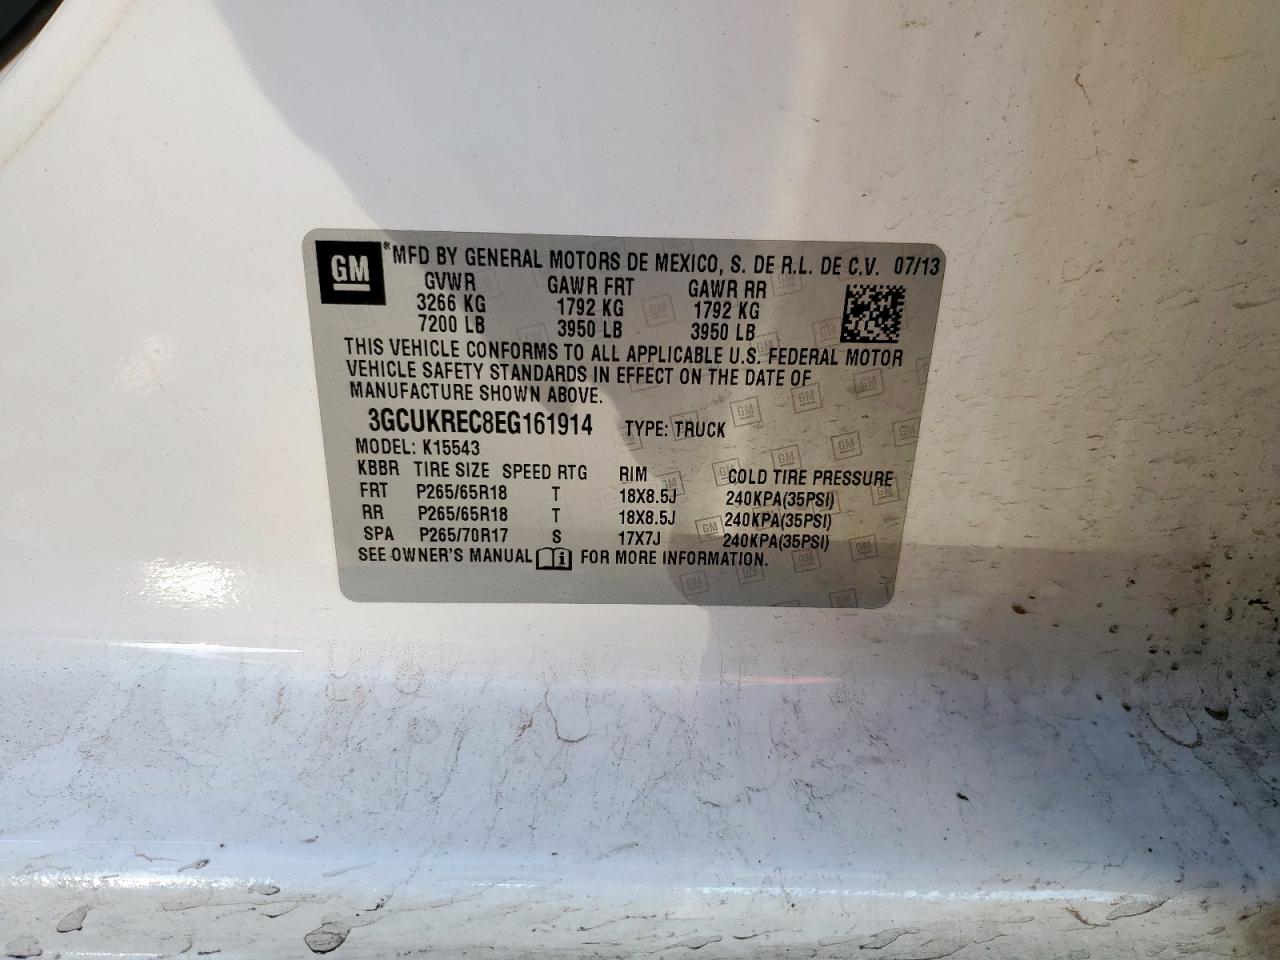 GM ® MFD BY GENERAL MOTORS DE MEXICO, S. DE R.L. DE C.V. 07/13
GVWR GAWR FRT GAWR RR
3266 KG 1792 KG 1792 KG
7200 LB 3950 LB 3950 LB
THIS VEHICLE CONFORMS TO ALL APPLICABLE U.S. FEDERAL MOTOR
VEHICLE SAFETY STANDARDS IN EFFECT ON THE DATE OF
MANUFACTURE SHOWN ABOVE.
3GCUKREC8EG161914 TYPE: TRUCK
MODEL: K15543
KBBR TIRE SIZE SPEED RTG RIM COLD TIRE PRESSURE
FRT P265/65R18 T 18X8.5J 240KPA(35PSI)
RR P265/65R18 T 18X8.5J 240KPA(35PSI)
SPA P265/70R17 S 17X7J 240KPA(35PSI)
SEE OWNER'S MANUAL FOR MORE INFORMATION.